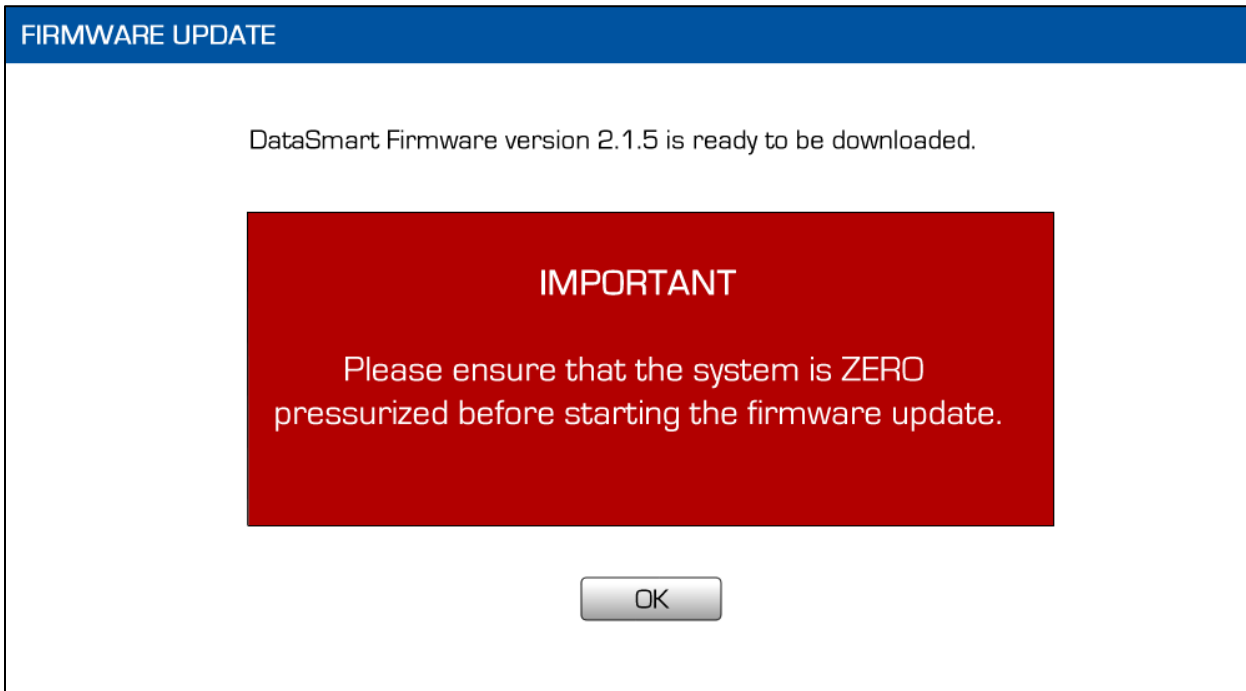 FIRMWARE UPDATE
DataSmart Firmware version 2.1.5 is ready to be downloaded.
IMPORTANT
Please ensure that the system is ZERO
pressurized before starting the firmware update.
OK